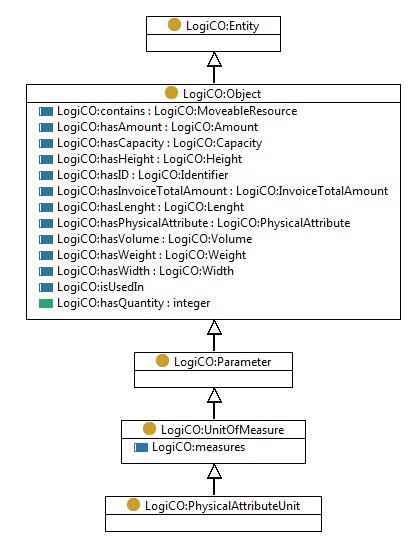 LogiCO:Entity
LogiCO:Object
LogiCO:contains : LogiCO:MoveableResource
LogiCO:hasAmount : LogiCO:Amount
LogiCO:hasCapacity : LogiCO:Capacity
LogiCO:hasHeight : LogiCO:Height
LogiCO:hasID : LogiCO:Identifier
LogiCO:hasInvoiceTotalAmount : LogiCO:InvoiceTotalAmount
LogiCO:hasLenght : LogiCO:Lenght
LogiCO:hasPhysicalAttribute : LogiCO:PhysicalAttribute
LogiCO:hasVolume : LogiCO:Volume
LogiCO:hasWeight : LogiCO:Weight
LogiCO:hasWidth : LogiCO:Width
LogiCO:isUsedIn
LogiCO:hasQuantity : integer
LogiCO:Parameter
LogiCO:UnitOfMeasure
LogiCO:measures
LogiCO:PhysicalAttributeUnit